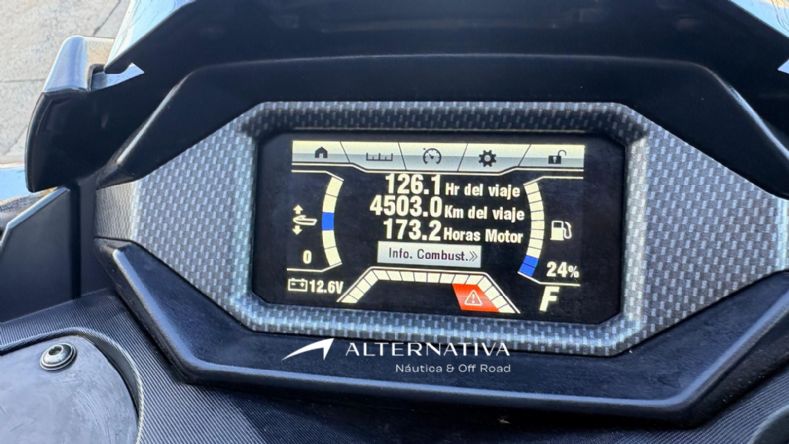 126.1 Hr del viaje
4503.0 Km del viaje
173.2 Horas Motor
Info. Combust.»
0
24%
12.6V
F
ALTERNATIVA
Náutica & Off Road